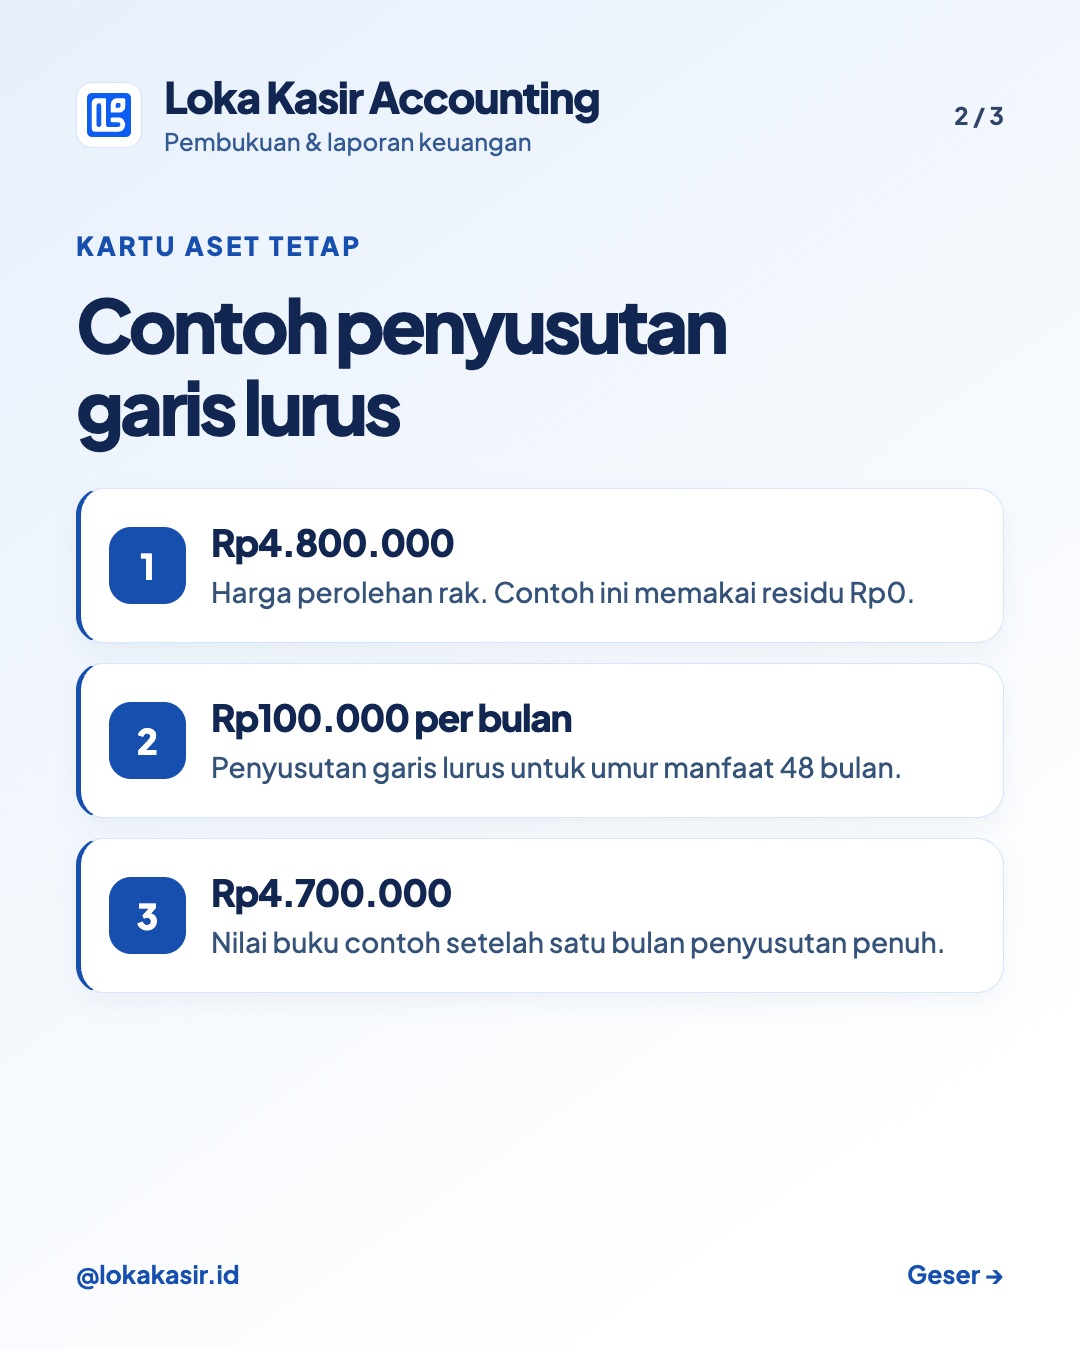 Loka Kasir Accounting
Pembukuan & laporan keuangan
2 / 3
KARTU ASET TETAP
Contoh penyusutan
garis lurus
1
Rp4.800.000
Harga perolehan rak. Contoh ini memakai residu Rp0.
2
Rp100.000 per bulan
Penyusutan garis lurus untuk umur manfaat 48 bulan.
3
Rp4.700.000
Nilai buku contoh setelah satu bulan penyusutan penuh.
@lokakasir.id
Geser →